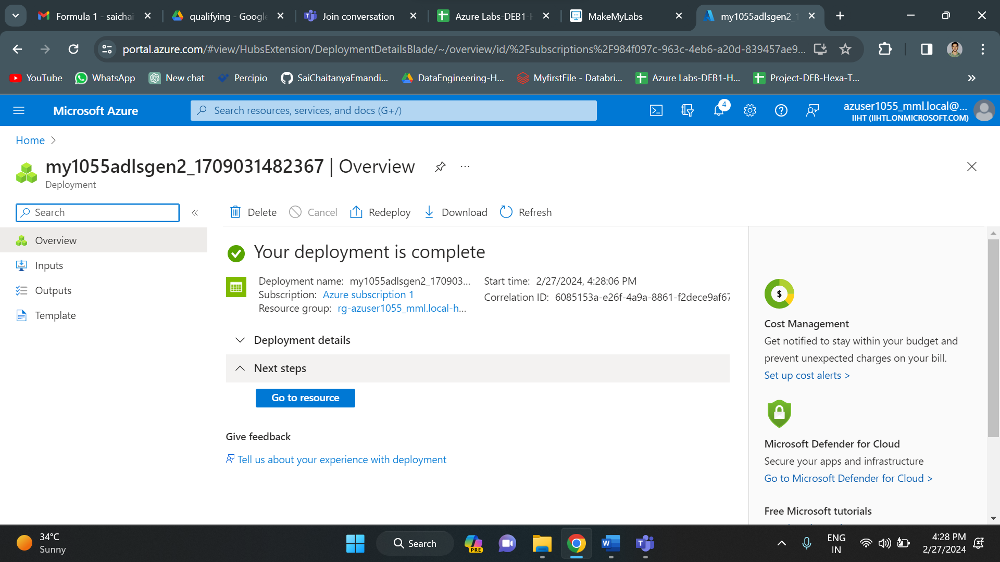 Formula 1 - saichai
qualifying - Google
Join conversation
Azure Labs-DEB1-H
MakeMyLabs
my1055adlsgen2_1
portal.azure.com/#view/HubsExtension/DeploymentDetailsBlade/~/overview/id/%2Fsubscriptions%2F984f097c-963c-4eb6-a20d-839457ae9...
YouTube
WhatsApp
New chat
Percipio
SaiChaitanyaEmandi...
DataEngineering-H...
MyfirstFile - Databri...
Azure Labs-DEB1-H...
Project-DEB-Hexa-T...
Microsoft Azure
Search resources, services, and docs (G+/)
4
azuser1055_mml.local@...
IIHT (IIHTL.ONMICROSOFT.COM)
Home
my1055adlsgen2_1709031482367 | Overview
Deployment
Search
Delete
Cancel
Redeploy
Download
Refresh
Overview
Inputs
Outputs
Template
Your deployment is complete
Deployment name: my1055adlsgen2_170903...
Subscription: Azure subscription 1
Resource group: rg-azuser1055_mml.local-h...
Start time: 2/27/2024, 4:28:06 PM
Correlation ID: 6085153a-e26f-4a9a-8861-f2dece9af67
Deployment details
Next steps
Go to resource
Give feedback
Tell us about your experience with deployment
$
Cost Management
Get notified to stay within your budget and
prevent unexpected charges on your bill.
Set up cost alerts >
Microsoft Defender for Cloud
Secure your apps and infrastructure
Go to Microsoft Defender for Cloud >
Free Microsoft tutorials
34°C
Sunny
Search
PRE
ENG
IN
4:28 PM
2/27/2024